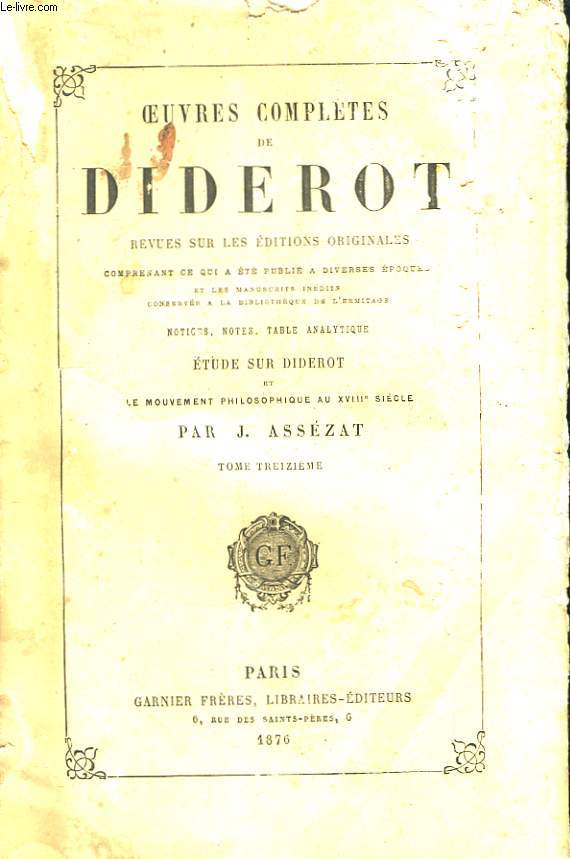 Le-livre.com
ŒUVRES COMPLÈTES
DE
DIDEROT
REVUES SUR LES ÉDITIONS ORIGINALES
COMPRENANT CE QUI A ÉTÉ PUBLIÉ A DIVERSES ÉPOQUES
ET LES MANUSCRITS INÉDITS
CONSERVÉS A LA BIBLIOTHÈQUE DE L'ERMITAGE
NOTICES, NOTES, TABLE ANALYTIQUE
ÉTUDE SUR DIDEROT
ET
LE MOUVEMENT PHILOSOPHIQUE AU XVIIIe SIÈCLE
PAR J. ASSÉZAT
TOME TREIZIEME
GF
PARIS
GARNIER FRÈRES, LIBRAIRES-ÉDITEURS
6, RUE DES SAINTS-PÈRES, 6
1876